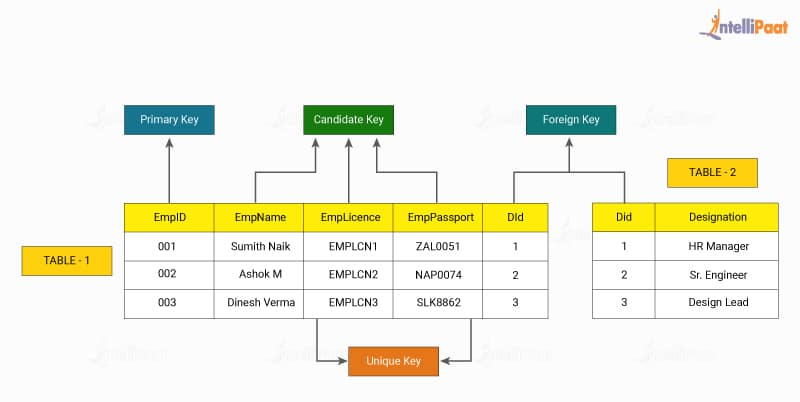 IntelliPaat
Primary Key
Candidate Key
Foreign Key
TABLE - 2
EmpID EmpName EmpLicence EmpPassport DId
001 Sumith Naik EMPLCN1 ZAL0051 1
002 Ashok M EMPLCN2 NAP0074 2
003 Dinesh Verma EMPLCN3 SLK8862 3
TABLE - 1
Did Designation
1 HR Manager
2 Sr. Engineer
3 Design Lead
Unique Key